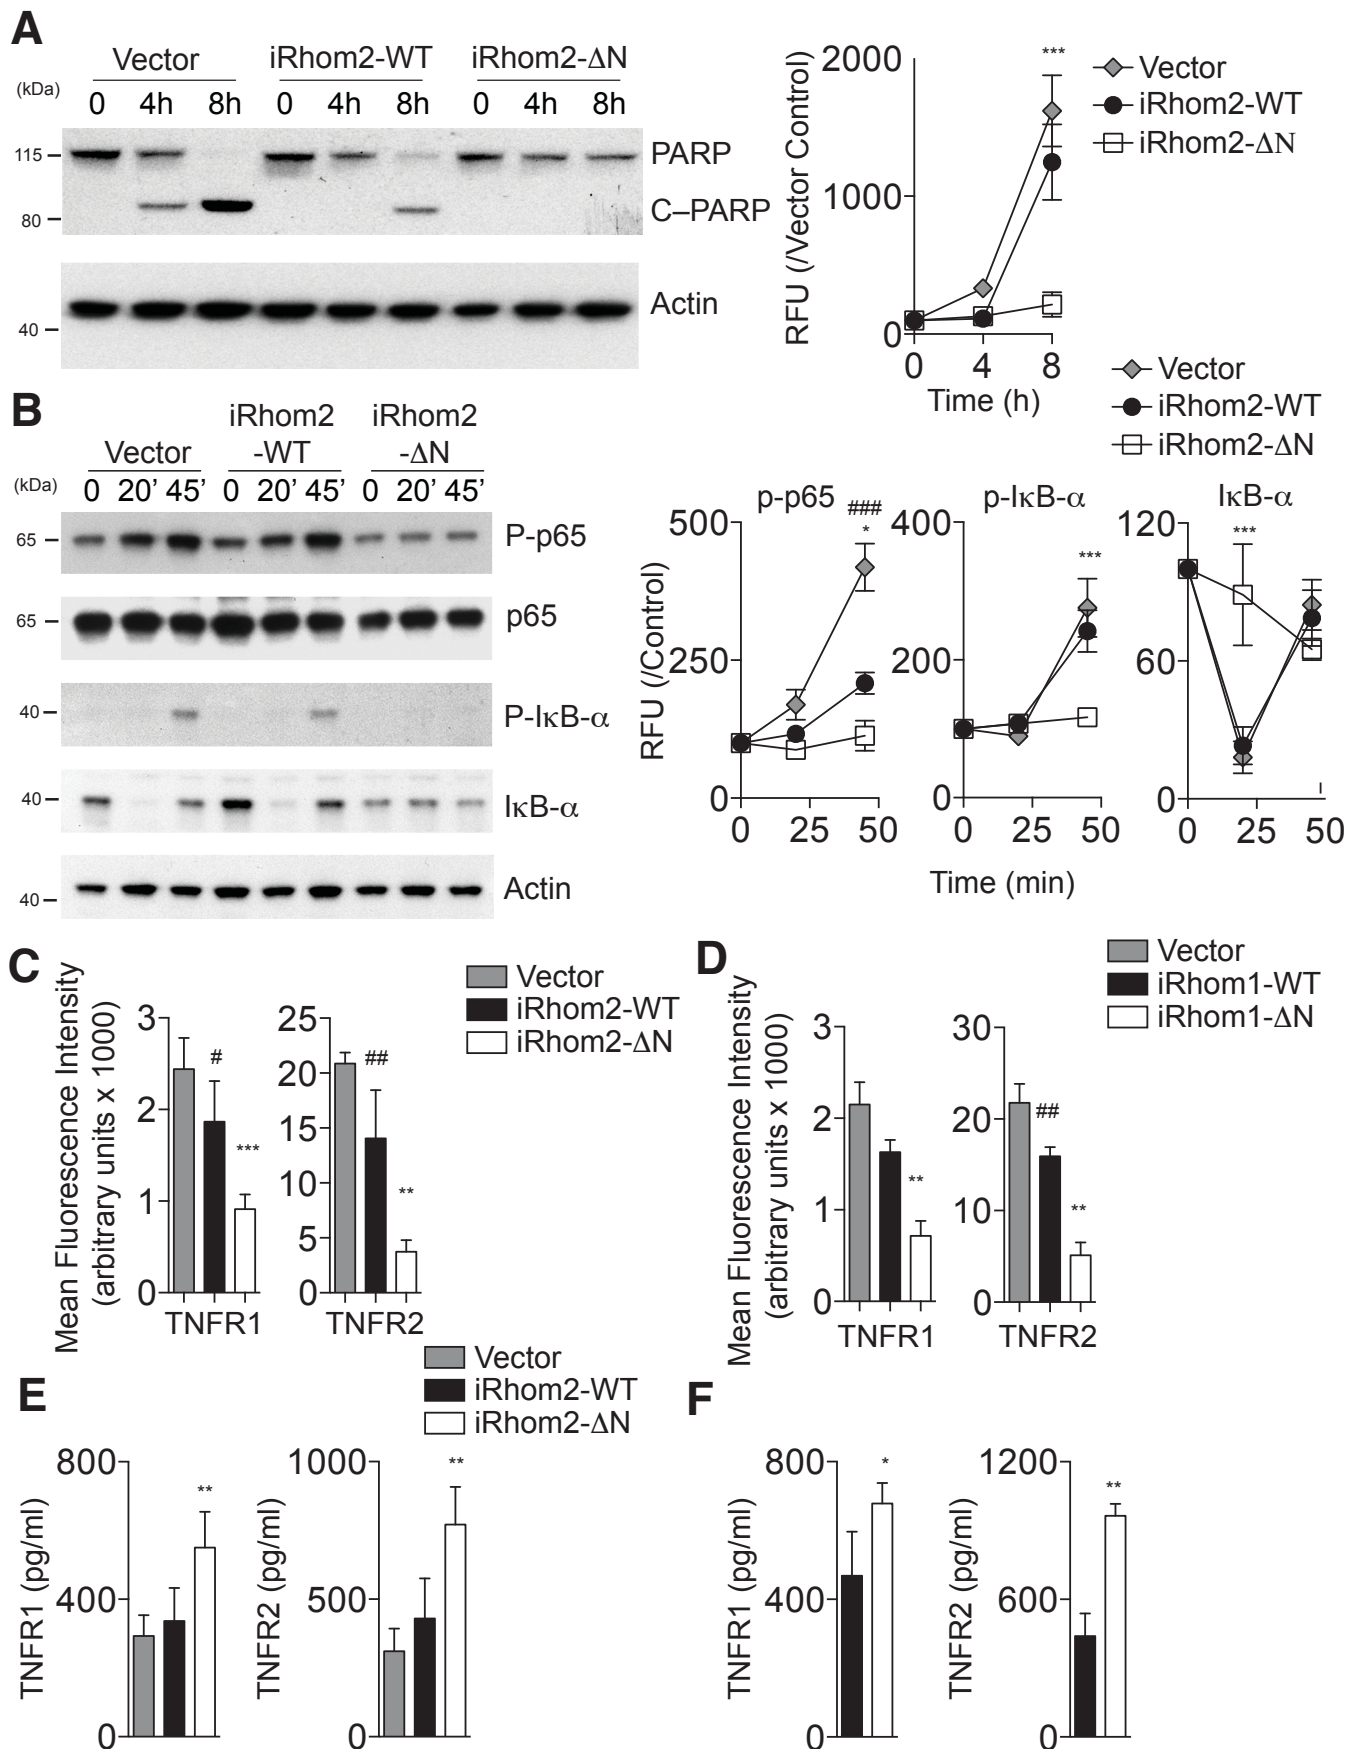 A
Vector iRhom2-WT iRhom2-ΔN
(kDa)
0 4h 8h 0 4h 8h 0 4h 8h
115
PARP
80
C–PARP
Actin
40
RFU (/Vector Control)
2000
1000
0
***
0 4 8
Time (h)
Vector
iRhom2-WT
iRhom2-ΔN
B
Vector iRhom2 -WT iRhom2 -ΔN
(kDa)
0 20’ 45’ 0 20’ 45’ 0 20’ 45’
65
P-p65
65
p65
40
P-IκB-α
40
IκB-α
40
Actin
Vector
iRhom2-WT
iRhom2-ΔN
RFU (/Control)
p-p65
500
250
0
###
*
0 25 50
p-IκB-α
400
200
0
***
0 25 50
IκB-α
120
60
0
***
0 25 50
Time (min)
C
Mean Fluorescence Intensity
(arbitrary units x 1000)
3
2
1
0
#
***
TNFR1
25
20
15
10
5
0
##
**
TNFR2
Vector
iRhom2-WT
iRhom2-ΔN
D
Mean Fluorescence Intensity
(arbitrary units x 1000)
3
2
1
0
**
TNFR1
30
20
10
0
##
**
TNFR2
Vector
iRhom1-WT
iRhom1-ΔN
E
Vector
iRhom2-WT
iRhom2-ΔN
TNFR1 (pg/ml)
800
400
0
**
TNFR2 (pg/ml)
1000
500
0
**
F
TNFR1 (pg/ml)
800
400
0
*
TNFR2 (pg/ml)
1200
600
0
**